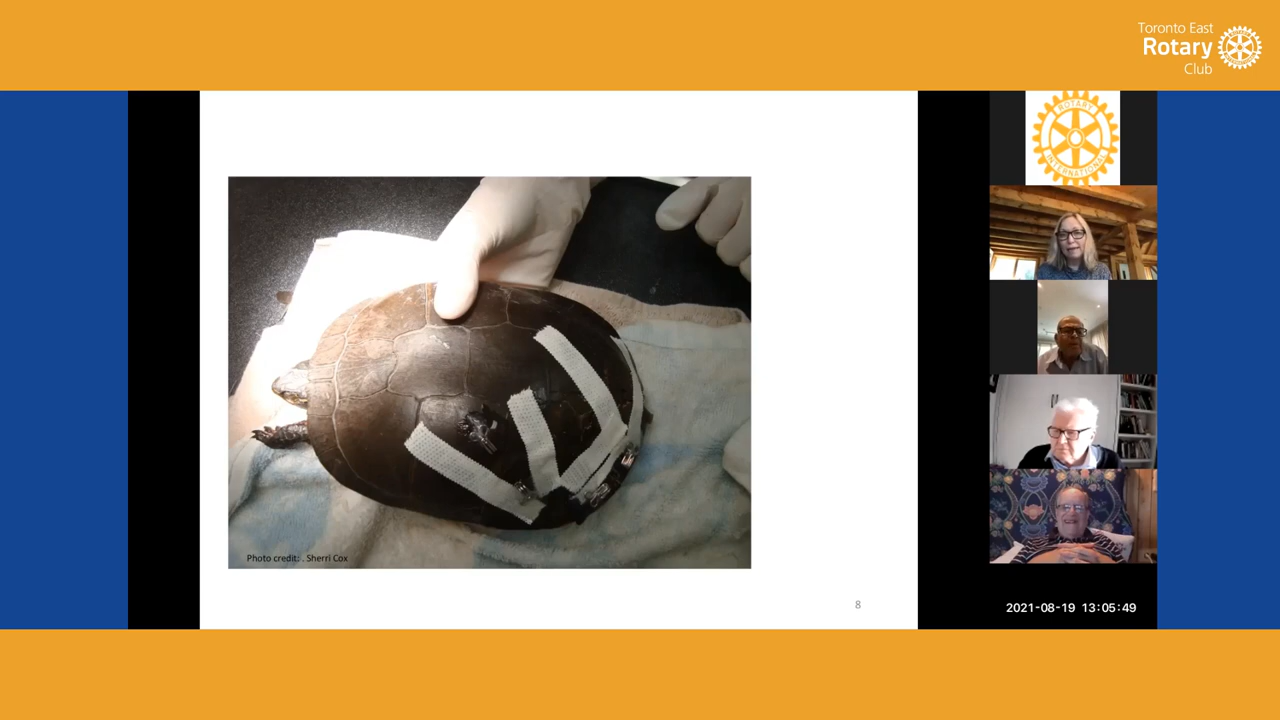 Toronto East
Rotary
Club
ROTARY
INTERNATIONAL
Photo credit: . Sherri Cox
8
2021-08-19 13:05:49